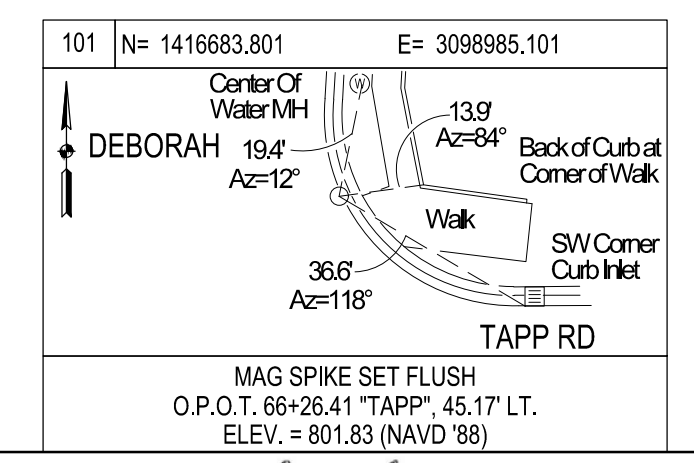 101 N= 1416683.801 E= 3098985.101
Center Of
Water MH
W
13.9'
Az=84°
DEBORAH
19.4'
Az=12°
Back of Curb at
Corner of Walk
Walk
SW Corner
Curb Inlet
36.6'
Az=118°
TAPP RD
MAG SPIKE SET FLUSH
O.P.O.T. 66+26.41 "TAPP", 45.17' LT.
ELEV. = 801.83 (NAVD '88)